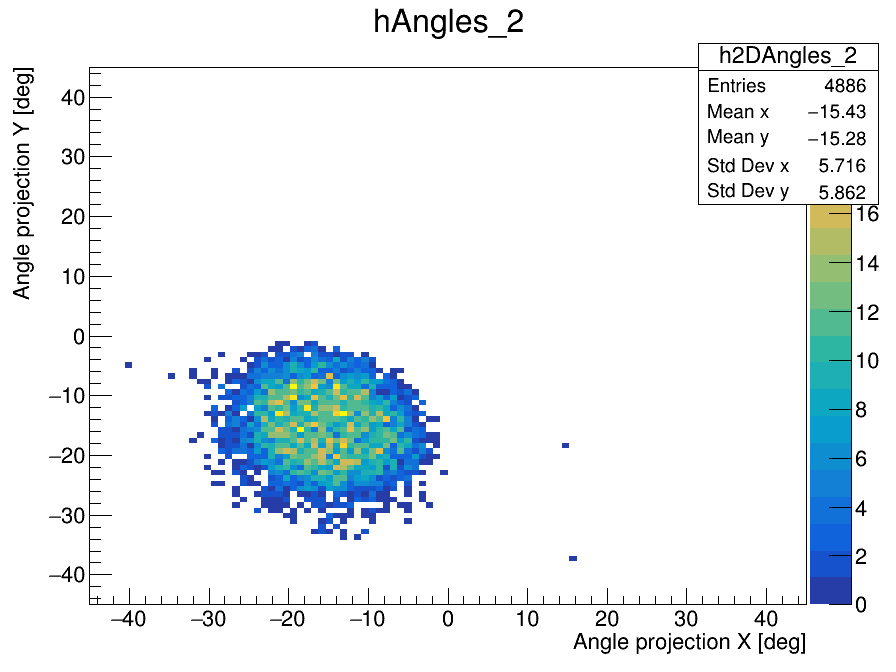 hAngles_2
h2DAngles_2
Entries 4886
Mean x −15.43
Mean y −15.28
Std Dev x 5.716
Std Dev y 5.862
Angle projection Y [deg]
40
30
20
10
0
−10
−20
−30
−40
−40 −30 −20 −10 0 10 20 30 40
Angle projection X [deg]
16
14
12
10
8
6
4
2
0